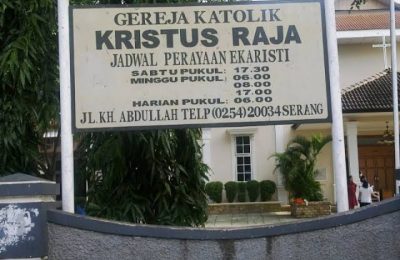 GEREJA KATOLIK
KRISTUS RAJA
JADWAL PERAYAAN EKARISTI
SABTU PUKUL: 17.30
MINGGU PUKUL: 06.00
08.00
17.00
HARIAN PUKUL: 06.00
JL. KH. ABDULLAH TELP (0254) 20034 SERANG